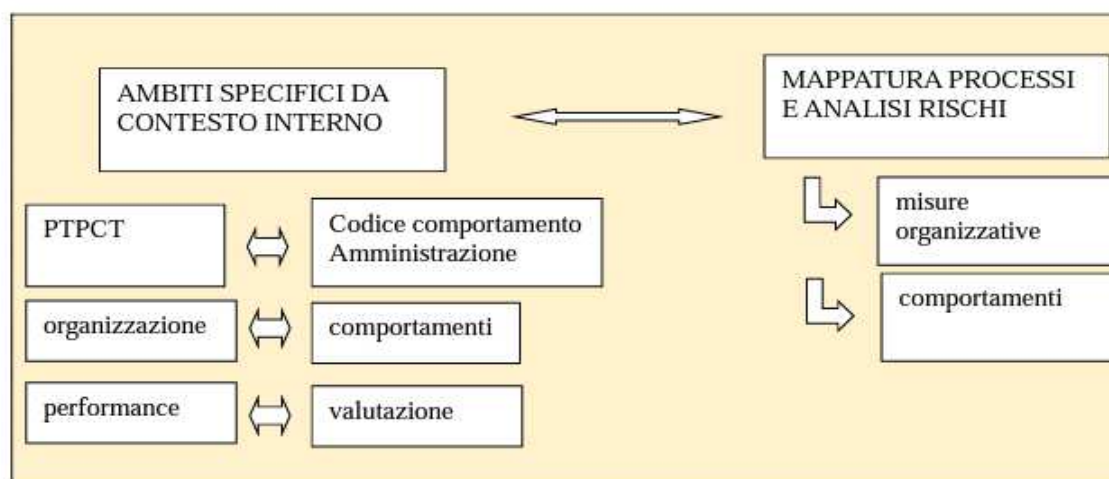 AMBITI SPECIFICI DA
CONTESTO INTERNO
MAPPATURA PROCESSI
E ANALISI RISCHI
PTPCT
Codice comportamento
Amministrazione
misure
organizzative
organizzazione
comportamenti
comportamenti
performance
valutazione